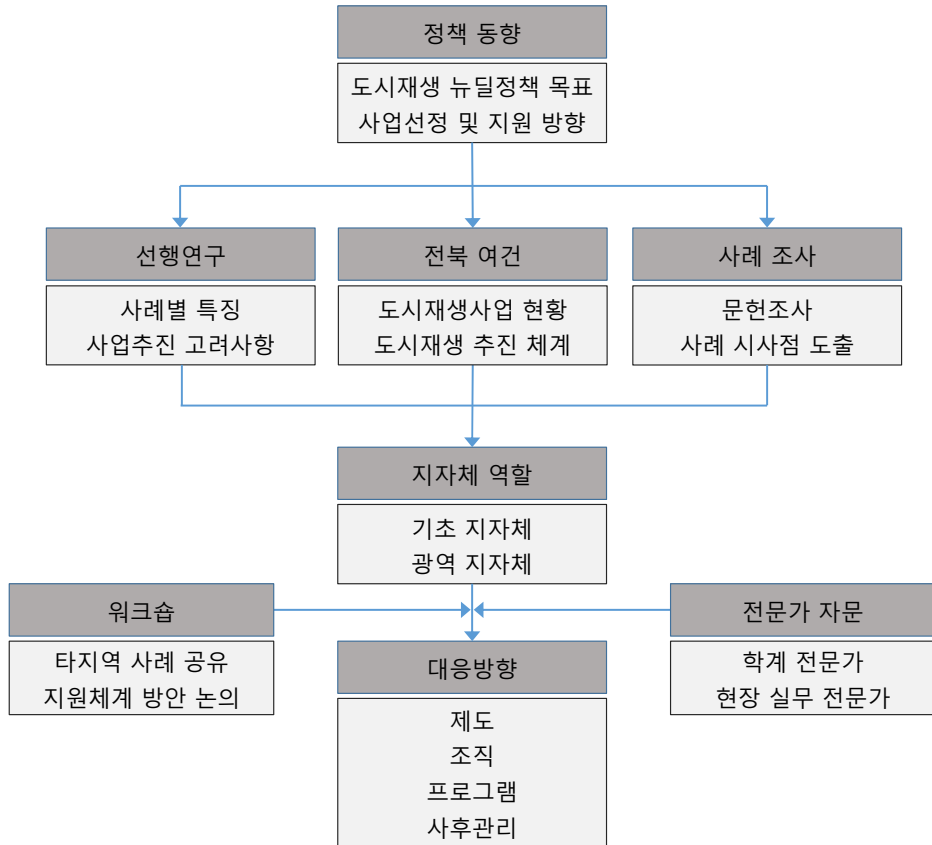 정책 동향
도시재생 뉴딜정책 목표
사업선정 및 지원 방향
선행연구
사례별 특징
사업추진 고려사항
전북 여건
도시재생사업 현황
도시재생 추진 체계
사례 조사
문헌조사
사례 시사점 도출
지자체 역할
기초 지자체
광역 지자체
워크숍
타지역 사례 공유
지원체계 방안 논의
전문가 자문
학계 전문가
현장 실무 전문가
대응방향
제도
조직
프로그램
사후관리